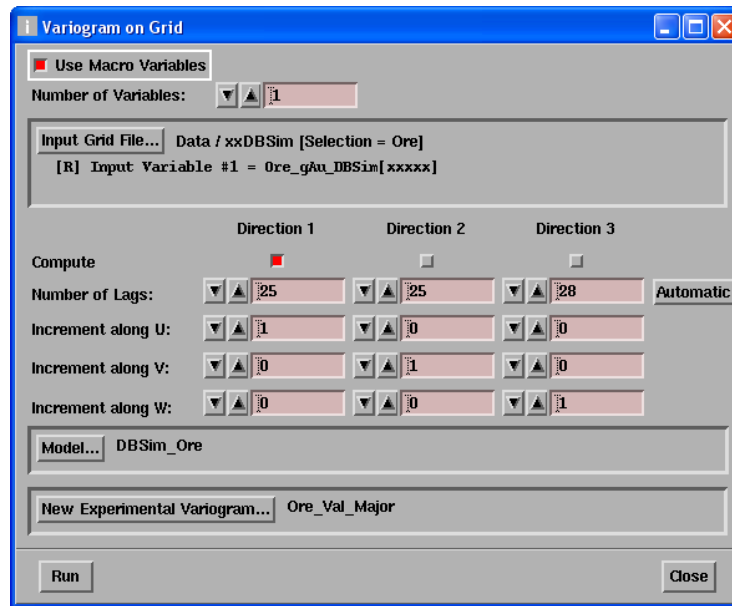 Variogram on Grid
Use Macro Variables
Number of Variables: 1
Input Grid File... Data / xxDBSim [Selection = Ore]
[R] Input Variable #1 = Ore_gAu_DBSim[xxxxx]
Direction 1 Direction 2 Direction 3
Compute
Number of Lags: 25 25 28 Automatic
Increment along U: 1 0 0
Increment along V: 0 1 0
Increment along W: 0 0 1
Model... DBSim_Ore
New Experimental Variogram... Ore_Val_Major
Run Close